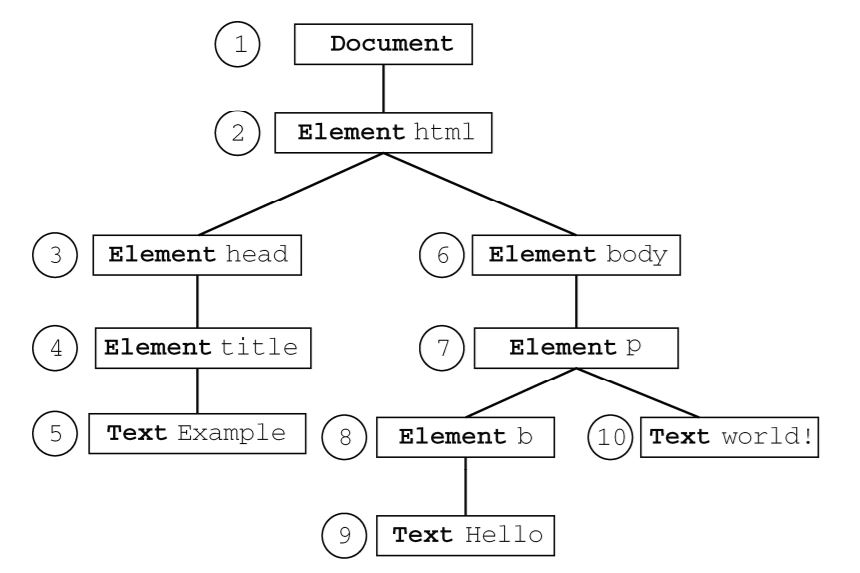 1 Document
2 Element html
3 Element head
6 Element body
4 Element title
7 Element p
5 Text Example
8 Element b
10 Text world!
9 Text Hello